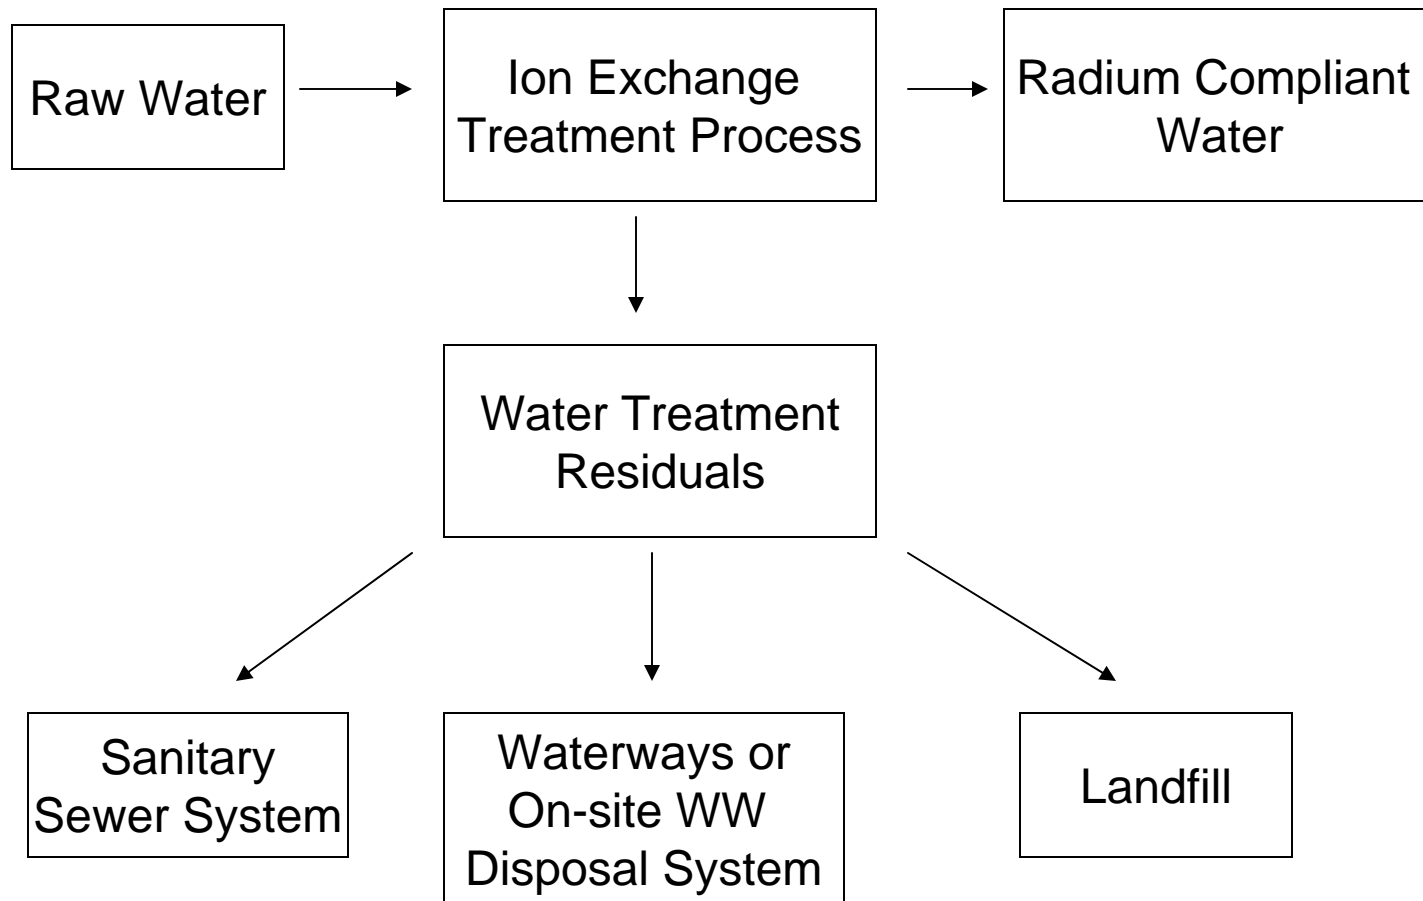 Raw Water
Ion Exchange
Treatment Process
Radium Compliant
Water
Water Treatment
Residuals
Sanitary
Sewer System
Waterways or
On-site WW
Disposal System
Landfill